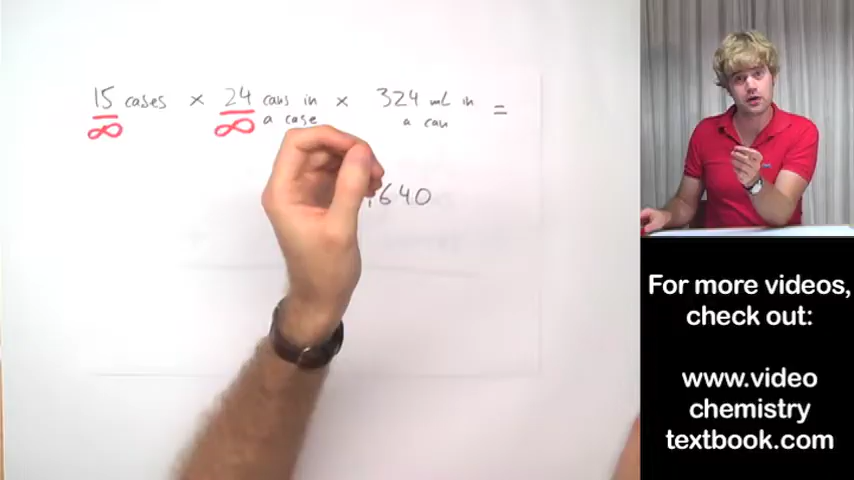 15 cases × 24 cans in × 324 mL in =
∞ ∞ a case a can
,640
For more videos,
check out:
www.video
chemistry
textbook.com